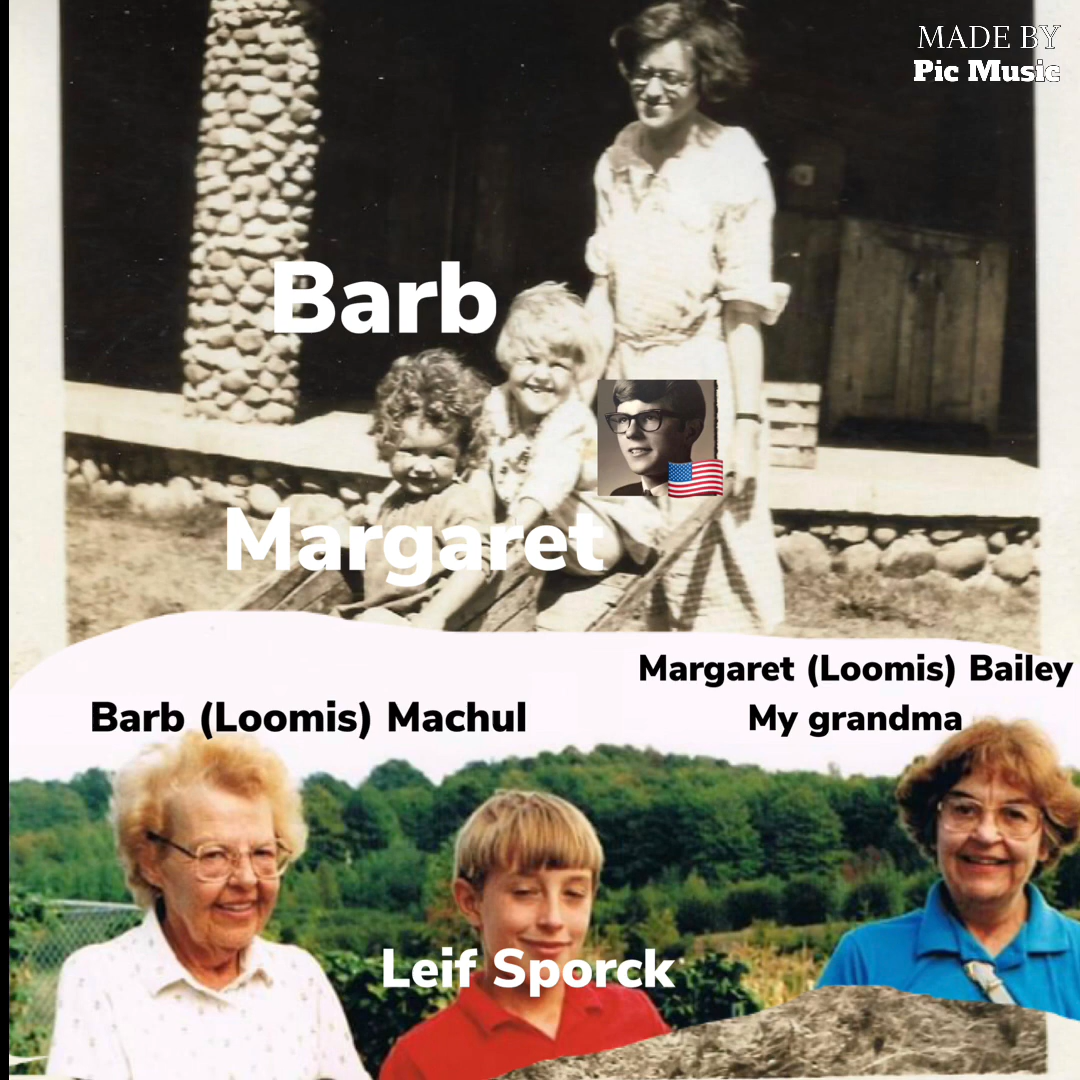 MADE BY
Pic Music
Barb
Margaret
Margaret (Loomis) Bailey
Barb (Loomis) Machul
My grandma
Leif Sporck